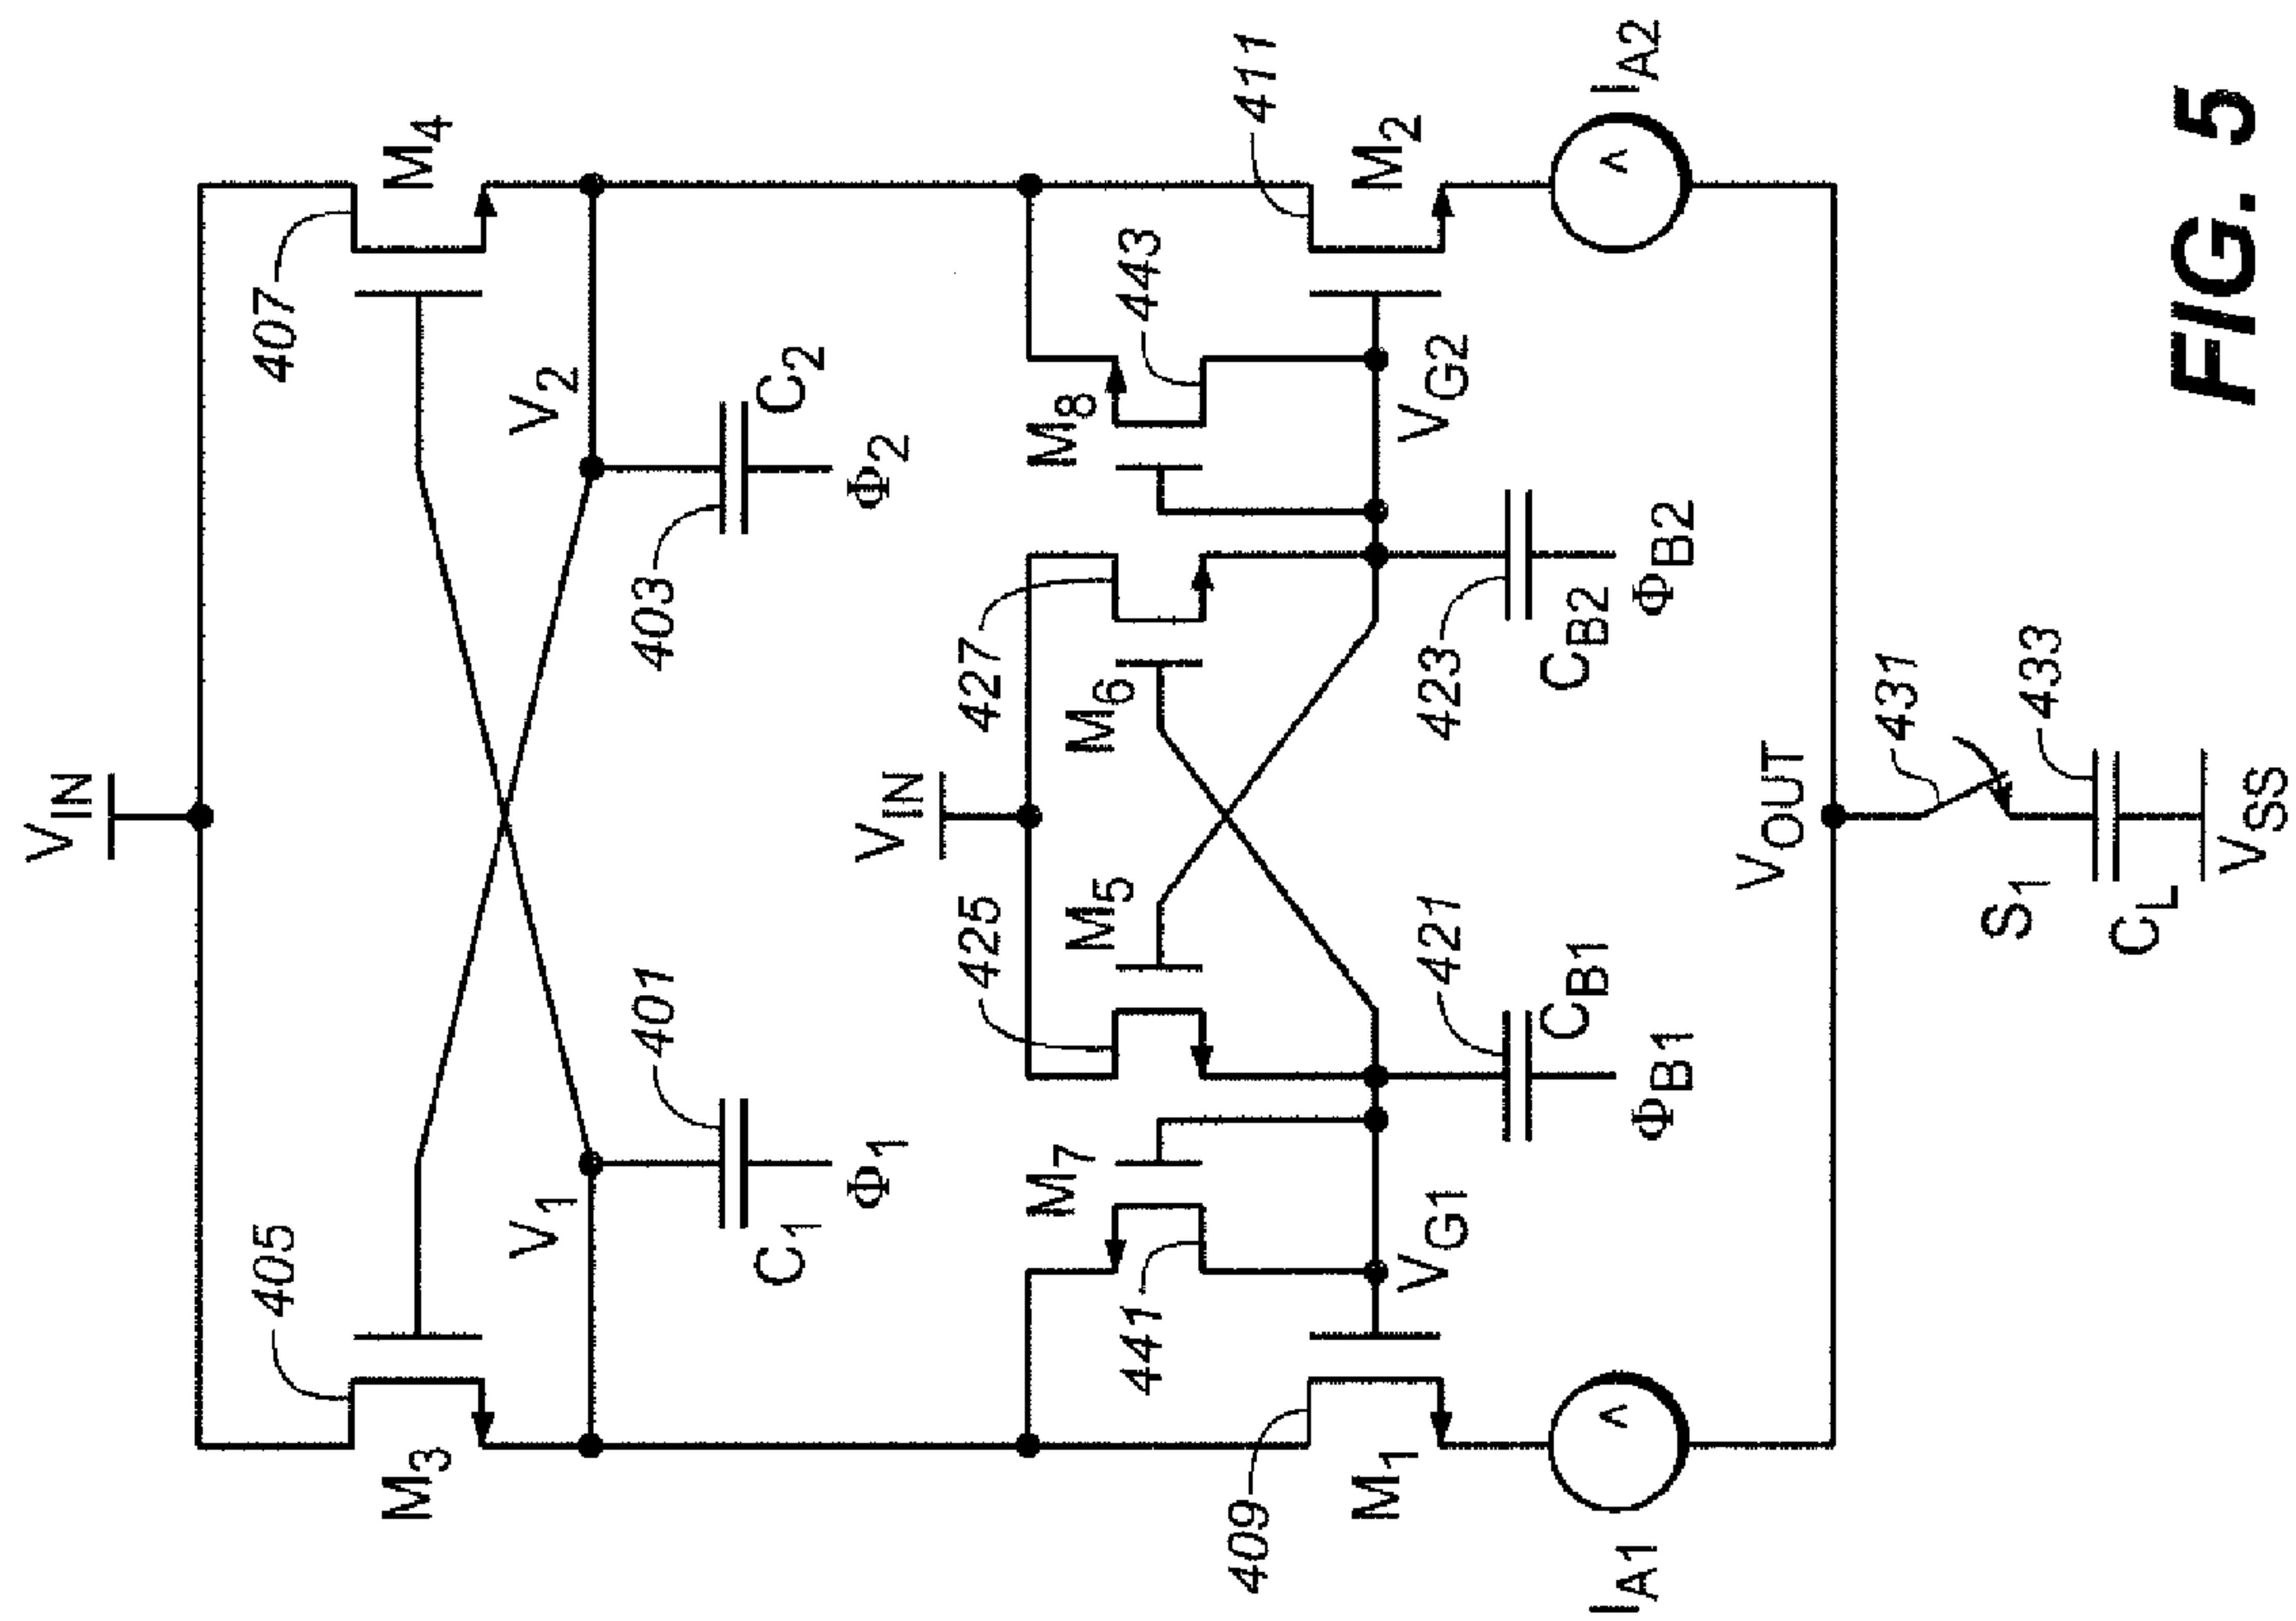 V_IN
405
407
M_3
M_4
V_1
V_2
401
403
C_1
C_2
Φ_1
Φ_2
V_IN
425
427
M_7
M_5
M_6
M_8
441
443
409
411
M_1
M_2
V_G1
421
423
V_G2
C_B1
C_B2
I_A1
Φ_B1
Φ_B2
I_A2
V_OUT
431
S_1
433
C_L
V_SS
FIG. 5